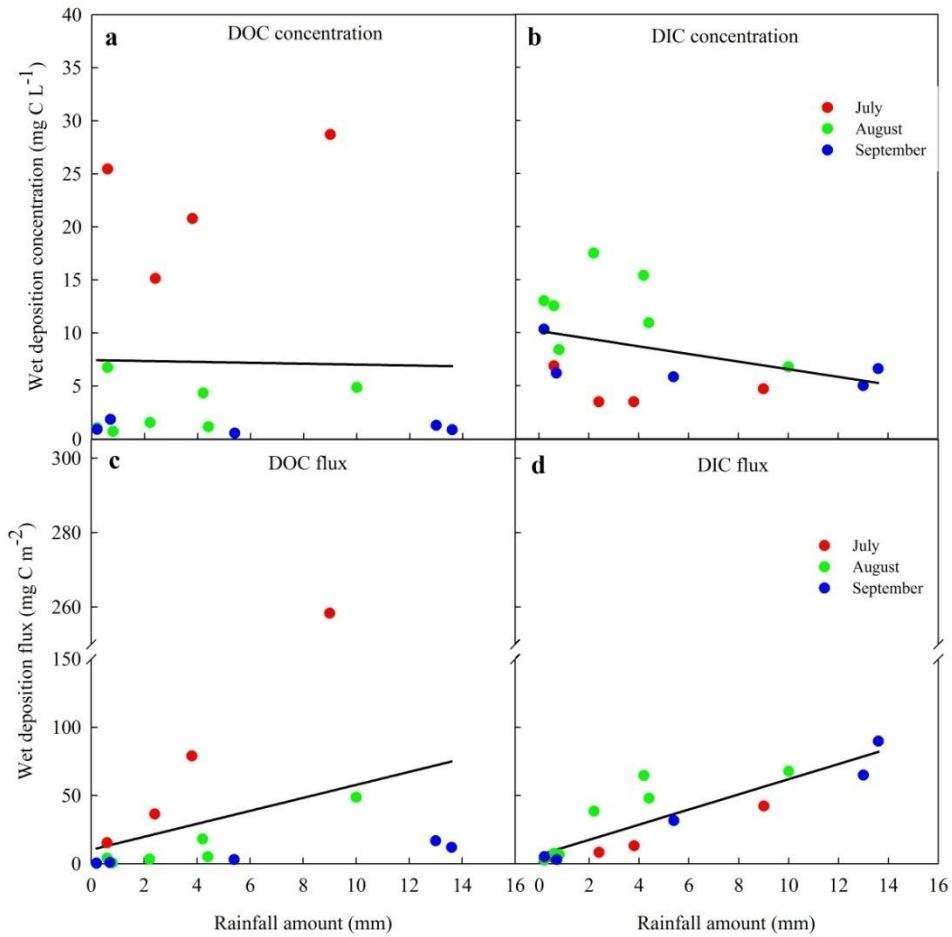 a DOC concentration
b DIC concentration
Wet deposition concentration (mg C L⁻¹)
40
35
30
25
20
15
10
5
0
July
August
September
c DOC flux
d DIC flux
Wet deposition flux (mg C m⁻²)
300
280
260
150
100
50
0
July
August
September
0 2 4 6 8 10 12 14 16
0 2 4 6 8 10 12 14 16
Rainfall amount (mm)
Rainfall amount (mm)